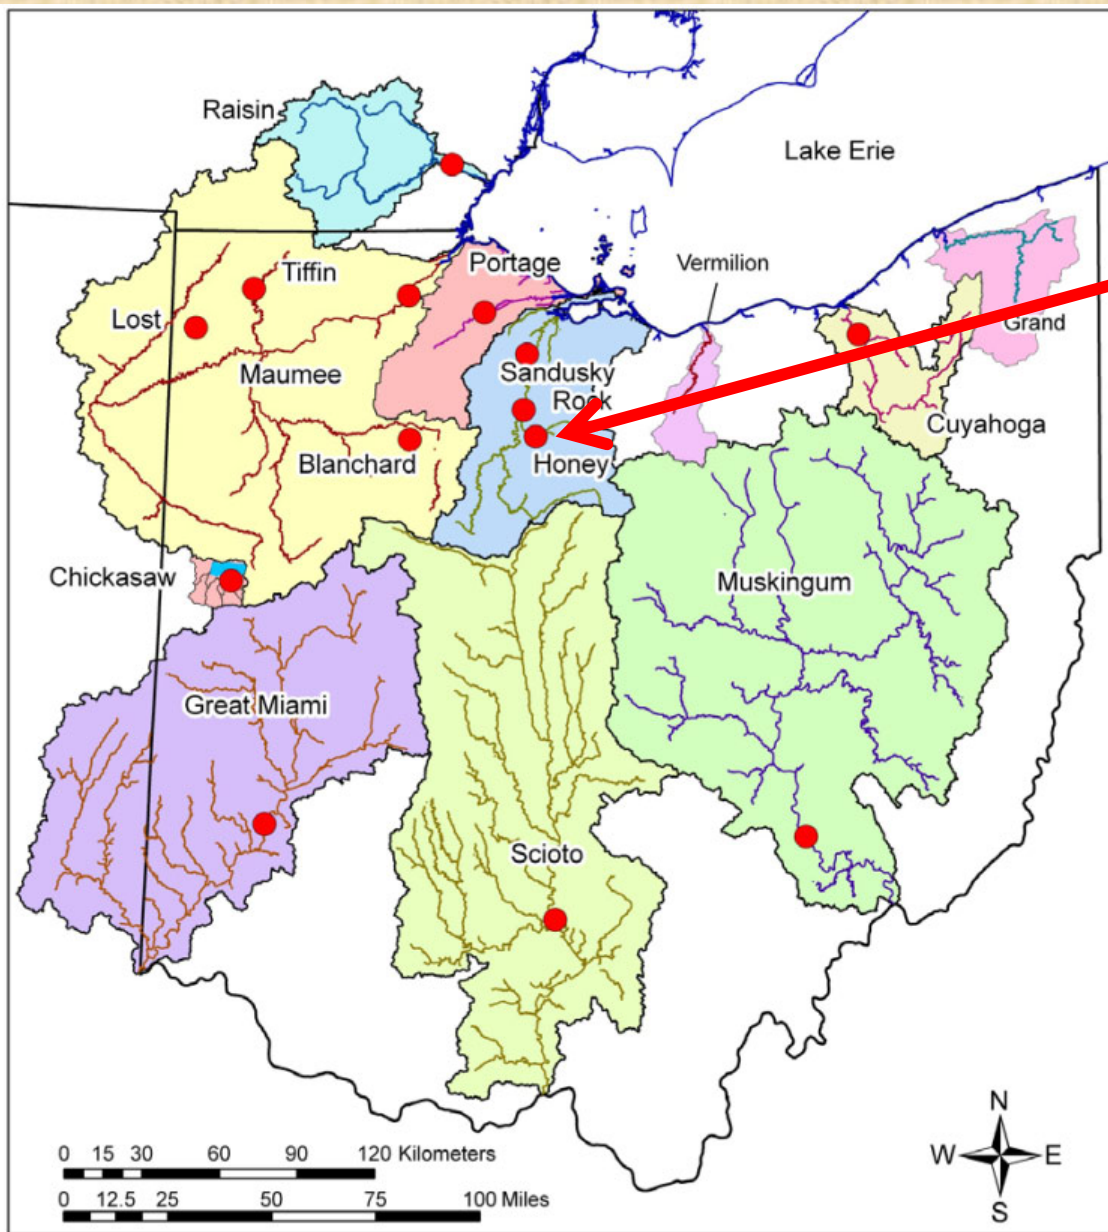 Raisin
Lake Erie
Tiffin
Portage
Vermilion
Lost
Grand
Maumee
Sandusky
Rock
Cuyahoga
Blanchard
Honey
Chickasaw
Muskingum
Great Miami
Scioto
N
W E
S
0 15 30 60 90 120 Kilometers
0 12.5 25 50 75 100 Miles